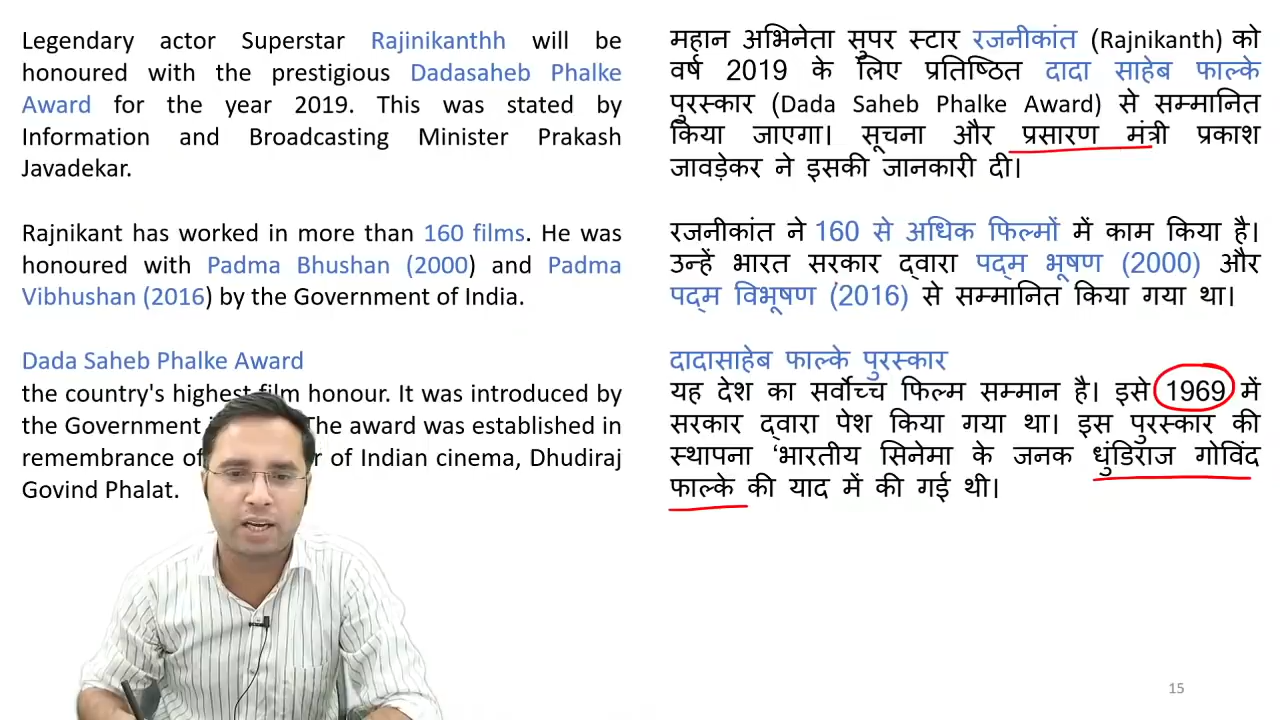 Legendary actor Superstar Rajinikanthh will be
honoured with the prestigious Dadasaheb Phalke
Award for the year 2019. This was stated by
Information and Broadcasting Minister Prakash
Javadekar.
Rajnikant has worked in more than 160 films. He was
honoured with Padma Bhushan (2000) and Padma
Vibhushan (2016) by the Government of India.
Dada Saheb Phalke Award
the country's highest film honour. It was introduced by
the Government The award was established in
remembrance of of Indian cinema, Dhudiraj
Govind Phalat.
महान अभिनेता सुपर स्टार रजनीकांत (Rajnikanth) को
वर्ष 2019 के लिए प्रतिष्ठित दादा साहेब फाल्के
पुरस्कार (Dada Saheb Phalke Award) से सम्मानित
किया जाएगा। सूचना और प्रसारण मंत्री प्रकाश
जावड़ेकर ने इसकी जानकारी दी।
रजनीकांत ने 160 से अधिक फिल्मों में काम किया है।
उन्हें भारत सरकार द्वारा पद्म भूषण (2000) और
पद्म विभूषण (2016) से सम्मानित किया गया था।
दादासाहेब फाल्के पुरस्कार
यह देश का सर्वोच्च फिल्म सम्मान है। इसे 1969 में
सरकार द्वारा पेश किया गया था। इस पुरस्कार की
स्थापना ‘भारतीय सिनेमा के जनक धुंडिराज गोविंद
फाल्के की याद में की गई थी।
15